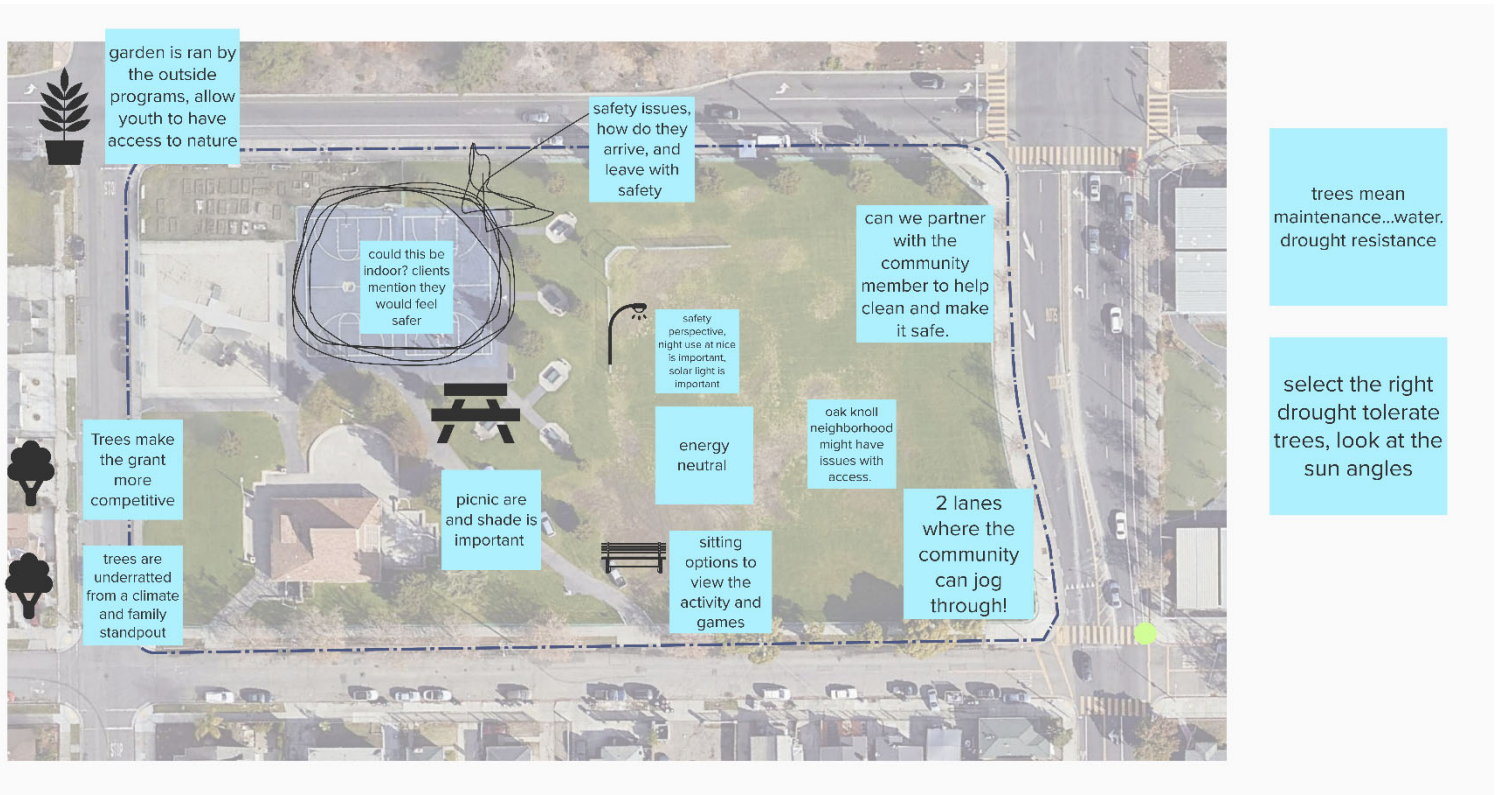 garden is ran by
the outside
programs, allow
youth to have
access to nature
safety issues,
how do they
arrive, and
leave with
safety
trees mean
maintenance...water.
drought resistance
can we partner
with the
community
member to help
clean and make
it safe.
could this be
indoor? clients
mention they
would feel
safer
safety
perspective,
night use at nice
is important,
solar light is
important
select the right
drought tolerate
trees, look at the
sun angles
Trees make
the grant
more
competitive
energy
neutral
oak knoll
neighborhood
might have
issues with
access.
picnic are
and shade is
important
2 lanes
where the
community
can jog
through!
sitting
options to
view the
activity and
games
trees are
underratted
from a climate
and family
standpout
STOP